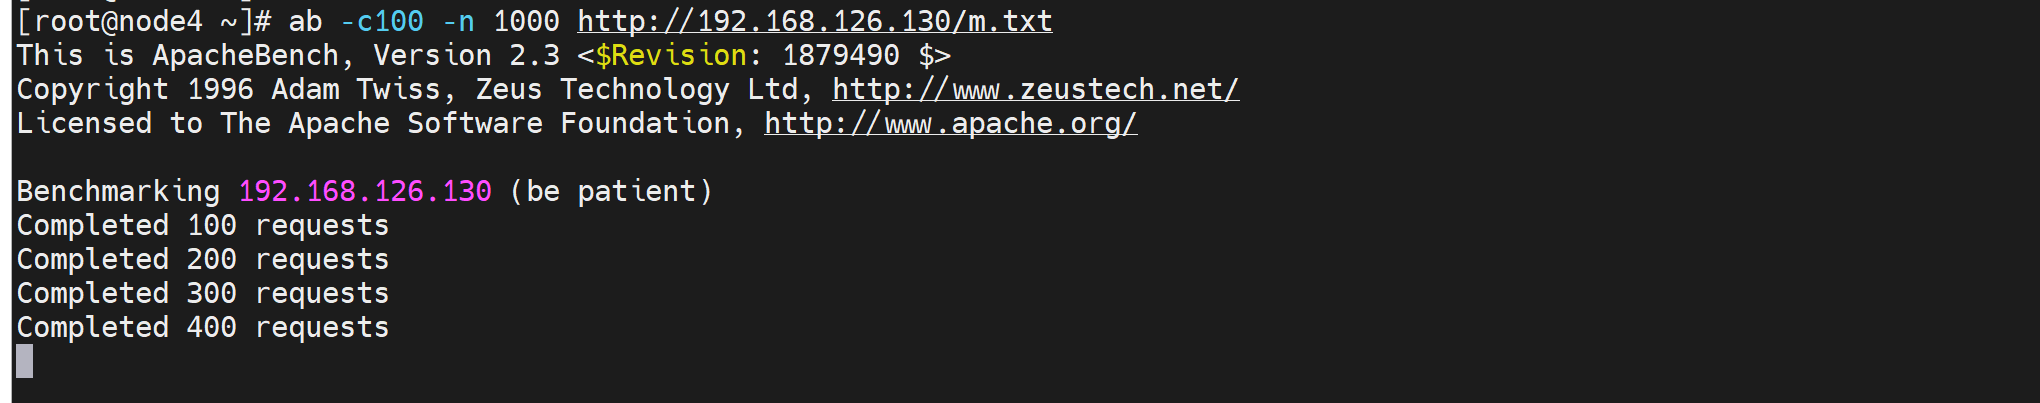 [root@node4 ~]# ab -c100 -n 1000 http://192.168.126.130/m.txt
This is ApacheBench, Version 2.3 <$Revision: 1879490 $>
Copyright 1996 Adam Twiss, Zeus Technology Ltd, http://www.zeustech.net/
Licensed to The Apache Software Foundation, http://www.apache.org/

Benchmarking 192.168.126.130 (be patient)
Completed 100 requests
Completed 200 requests
Completed 300 requests
Completed 400 requests